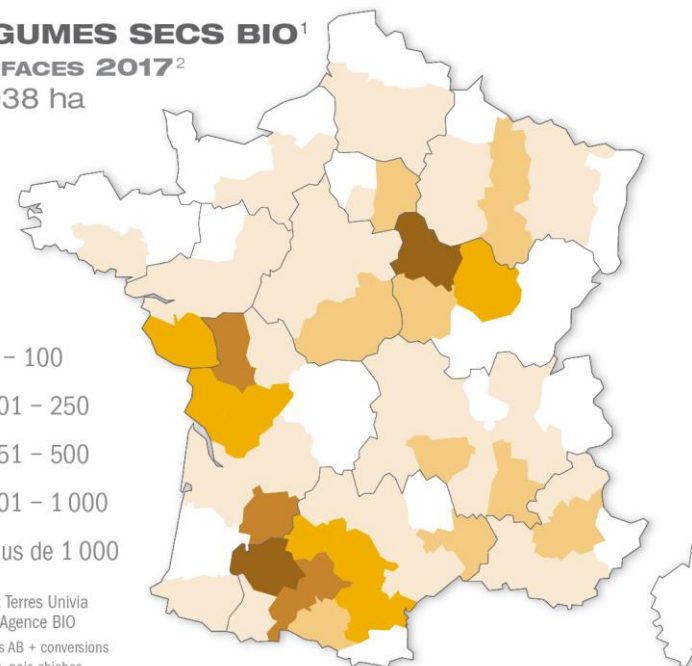 GUMES SECS BIO¹
FACES 2017²
938 ha
– 100
01 – 250
51 – 500
01 – 1 000
us de 1 000
: Terres Univia
Agence BIO
s AB + conversions